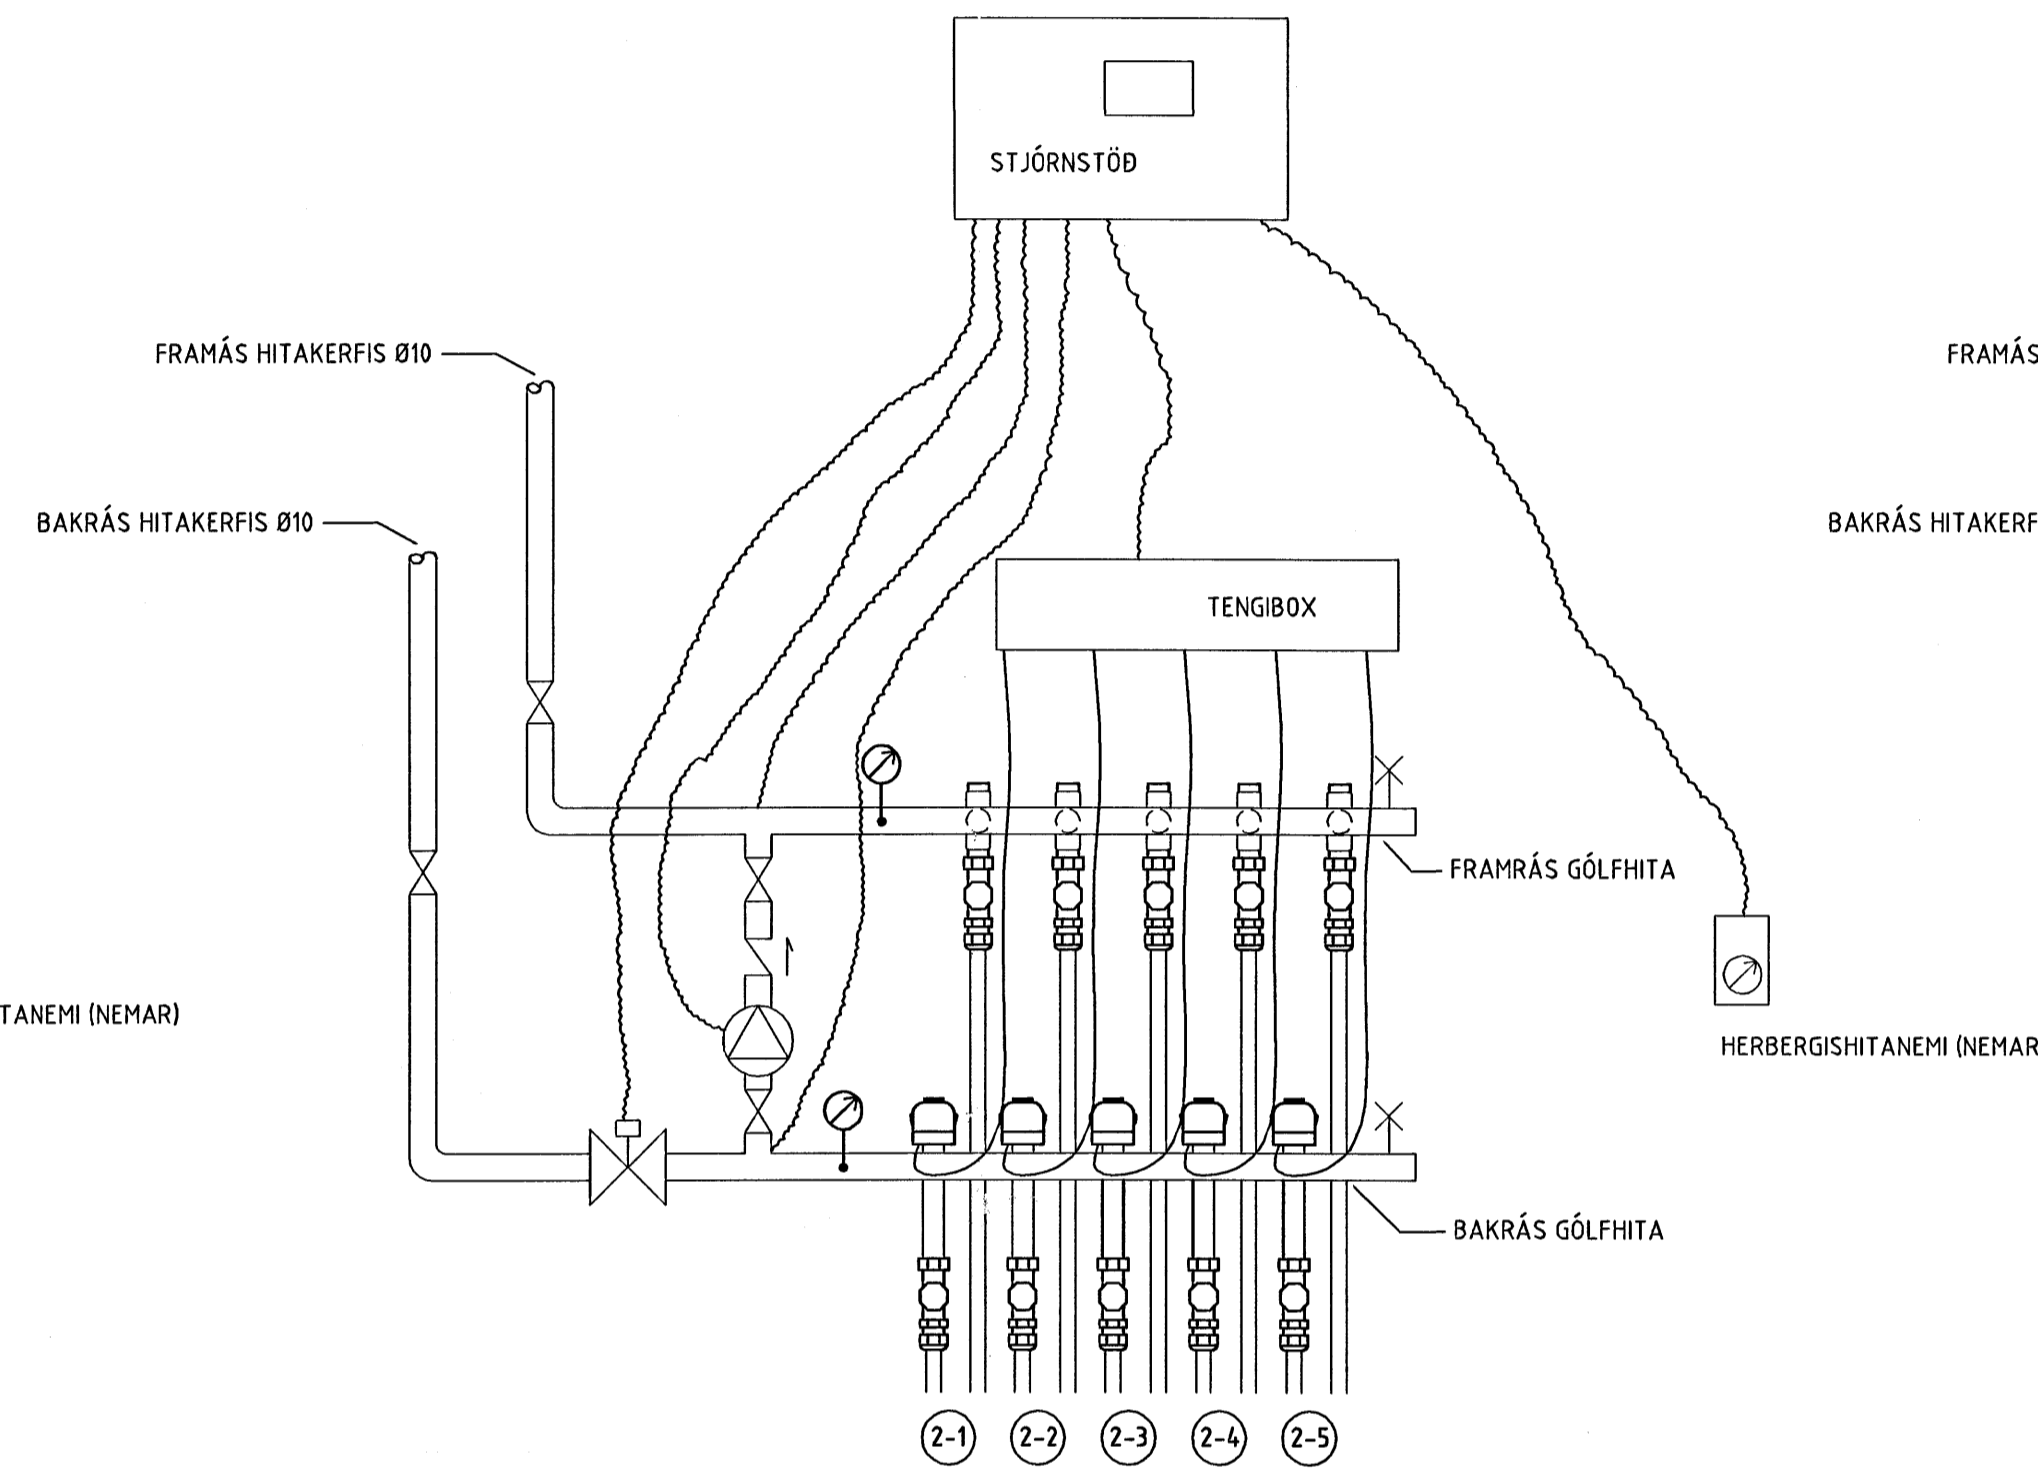 STJÓRNSTÖÐ
FRAMÁS HITAKERFIS Ø10
FRAMÁS
BAKRÁS HITAKERFIS Ø10
BAKRÁS HITAKERF
TENGIBOX
FRAMRÁS GÓLFHITA
TANEMI (NEMAR)
HERBERGISHITANEMI (NEMAR
BAKRÁS GÓLFHITA
2-1 2-2 2-3 2-4 2-5